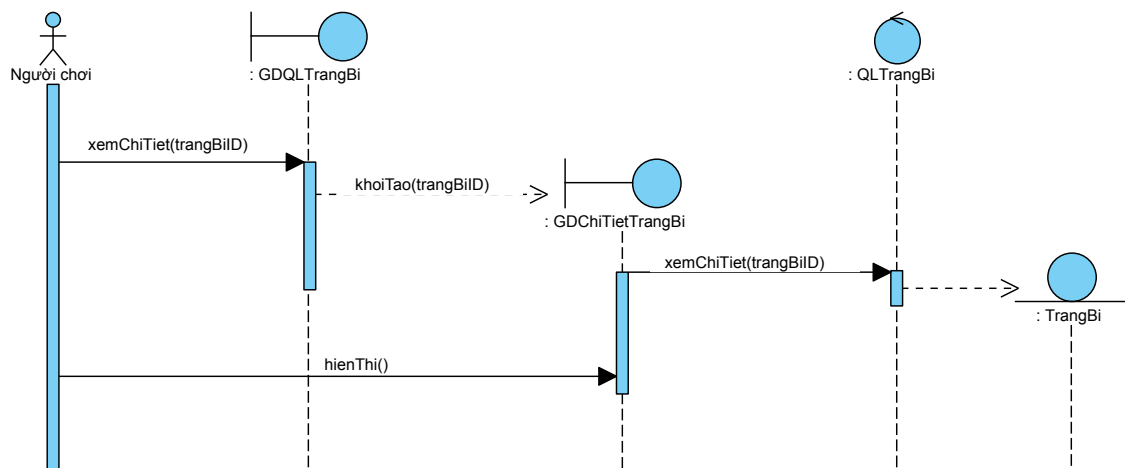 Người chơi
: GDQLTrangBi
: QLTrangBi
xemChiTiet(trangBiID)
khoiTao(trangBiID)
: GDChiTietTrangBi
xemChiTiet(trangBiID)
: TrangBi
hienThi()